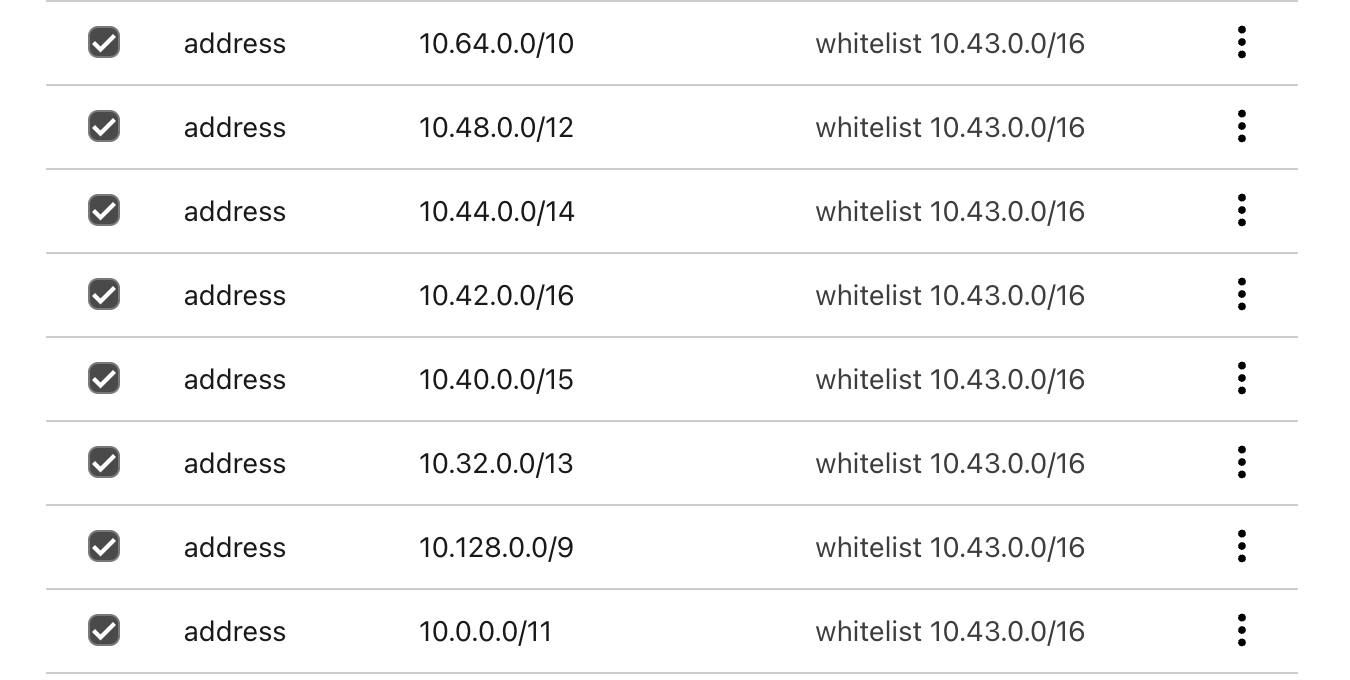 address 10.64.0.0/10 whitelist 10.43.0.0/16
address 10.48.0.0/12 whitelist 10.43.0.0/16
address 10.44.0.0/14 whitelist 10.43.0.0/16
address 10.42.0.0/16 whitelist 10.43.0.0/16
address 10.40.0.0/15 whitelist 10.43.0.0/16
address 10.32.0.0/13 whitelist 10.43.0.0/16
address 10.128.0.0/9 whitelist 10.43.0.0/16
address 10.0.0.0/11 whitelist 10.43.0.0/16